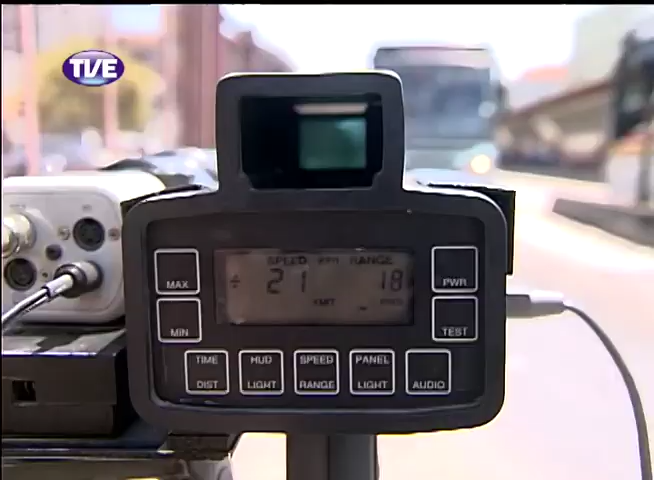 TVE
SPEED RANGE
21 18
MAX PWR
MIN TEST
TIME HUD SPEED PANEL
DIST LIGHT RANGE LIGHT AUDIO